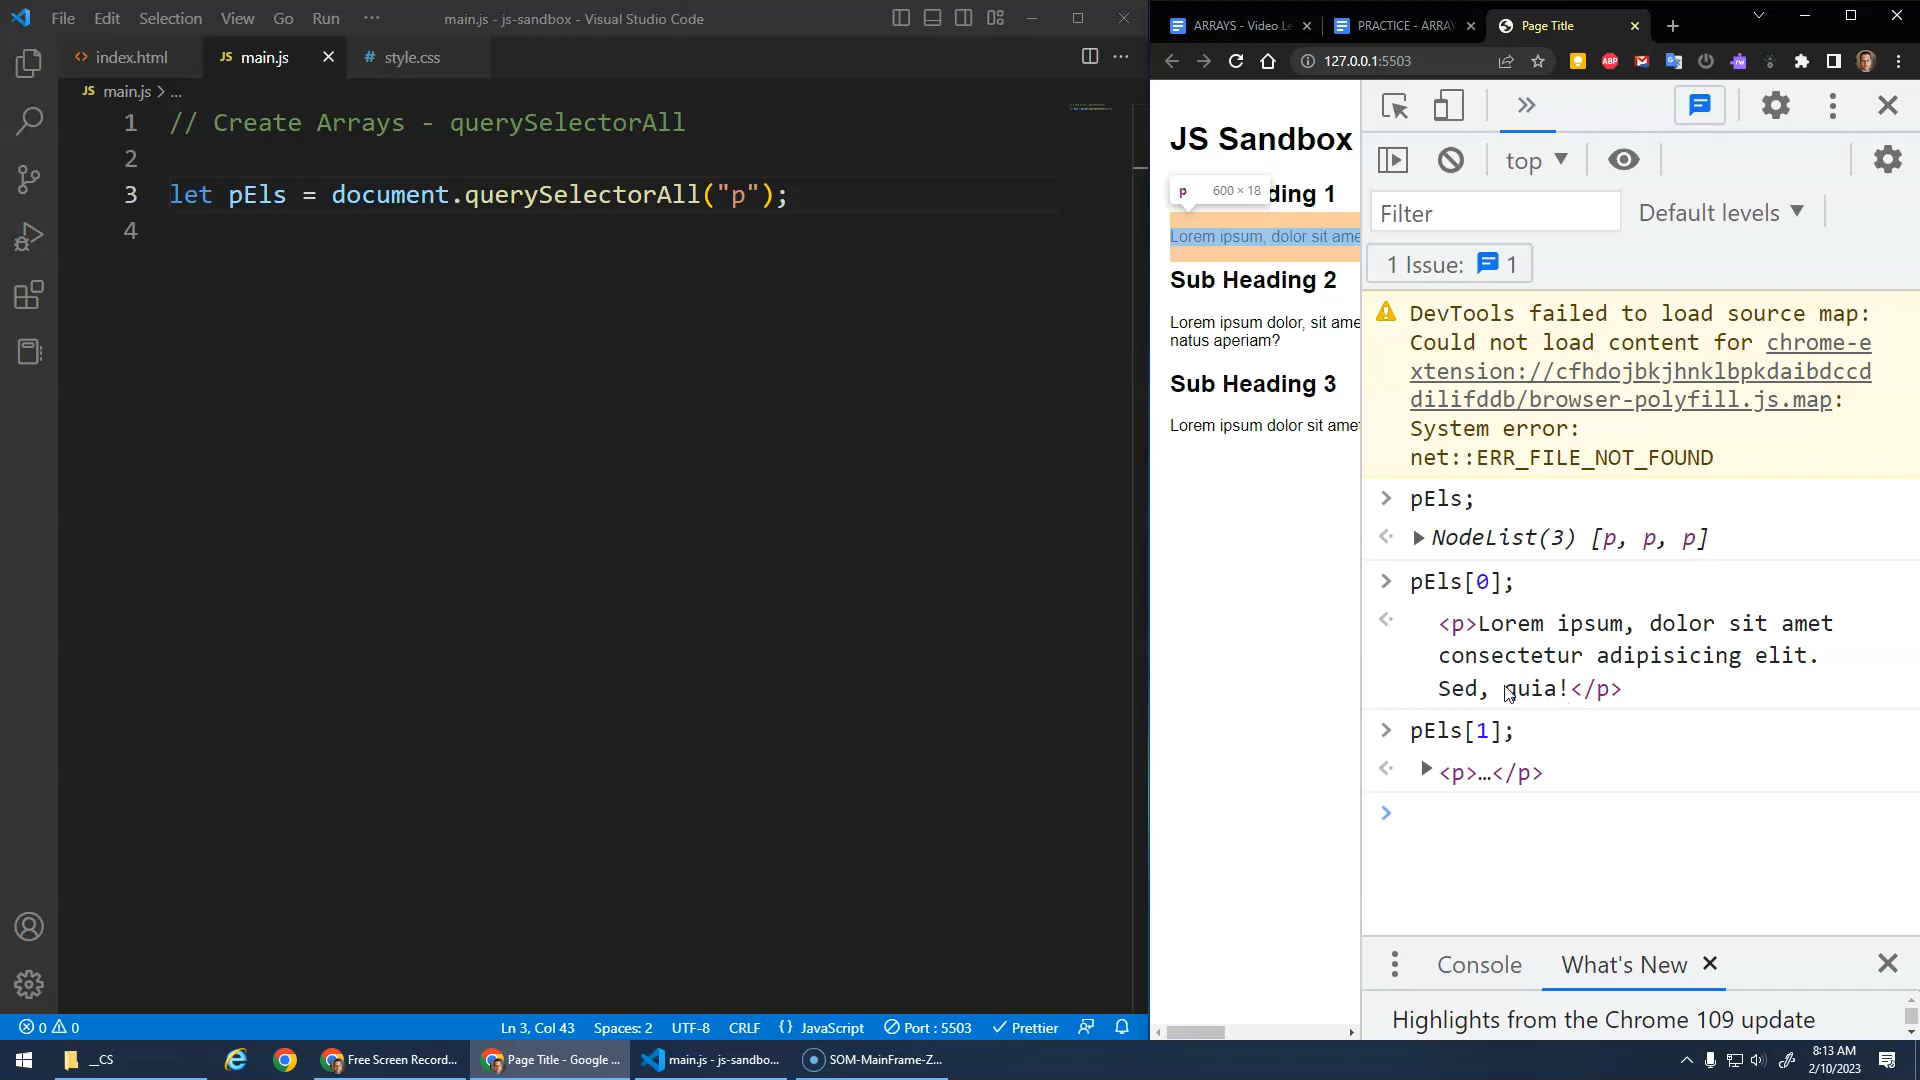 File Edit Selection View Go Run ··· main.js - js-sandbox - Visual Studio Code
index.html JS main.js # style.css
JS main.js > ...
1 // Create Arrays - querySelectorAll
2
3 let pEls = document.querySelectorAll("p");
4
0 0
Ln 3, Col 43 Spaces: 2 UTF-8 CRLF {} JavaScript Port : 5503 Prettier
ARRAYS - Video Le PRACTICE - ARRAY Page Title
127.0.0.1:5503
ABP
JS Sandbox
p 600 × 18
ding 1
Lorem ipsum, dolor sit ame
Sub Heading 2
Lorem ipsum dolor, sit ame
natus aperiam?
Sub Heading 3
Lorem ipsum dolor sit amet
top
Filter Default levels
1 Issue: 1
DevTools failed to load source map:
Could not load content for chrome-e
xtension://cfhdojbkjhnklbpkdaibdccd
dilifddb/browser-polyfill.js.map:
System error:
net::ERR_FILE_NOT_FOUND
pEls;
NodeList(3) [p, p, p]
pEls[0];
<p>Lorem ipsum, dolor sit amet
consectetur adipisicing elit.
Sed, quia!</p>
pEls[1];
<p>…</p>
Console What's New
Highlights from the Chrome 109 update
_CS Free Screen Record... Page Title - Google ... main.js - js-sandbo... SOM-MainFrame-Z...
8:13 AM
2/10/2023